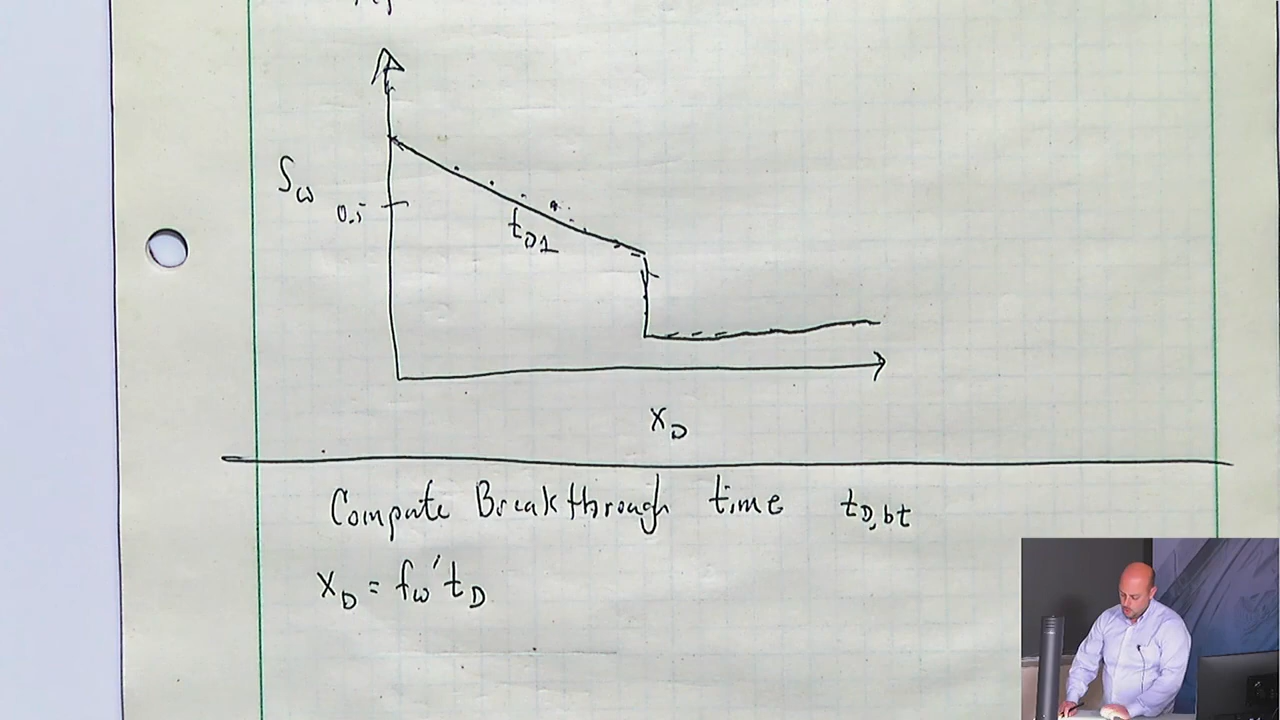 S_w
0.5
t_D1
x_D
Compute Breakthrough time t_D,bt
x_D = f_w' t_D